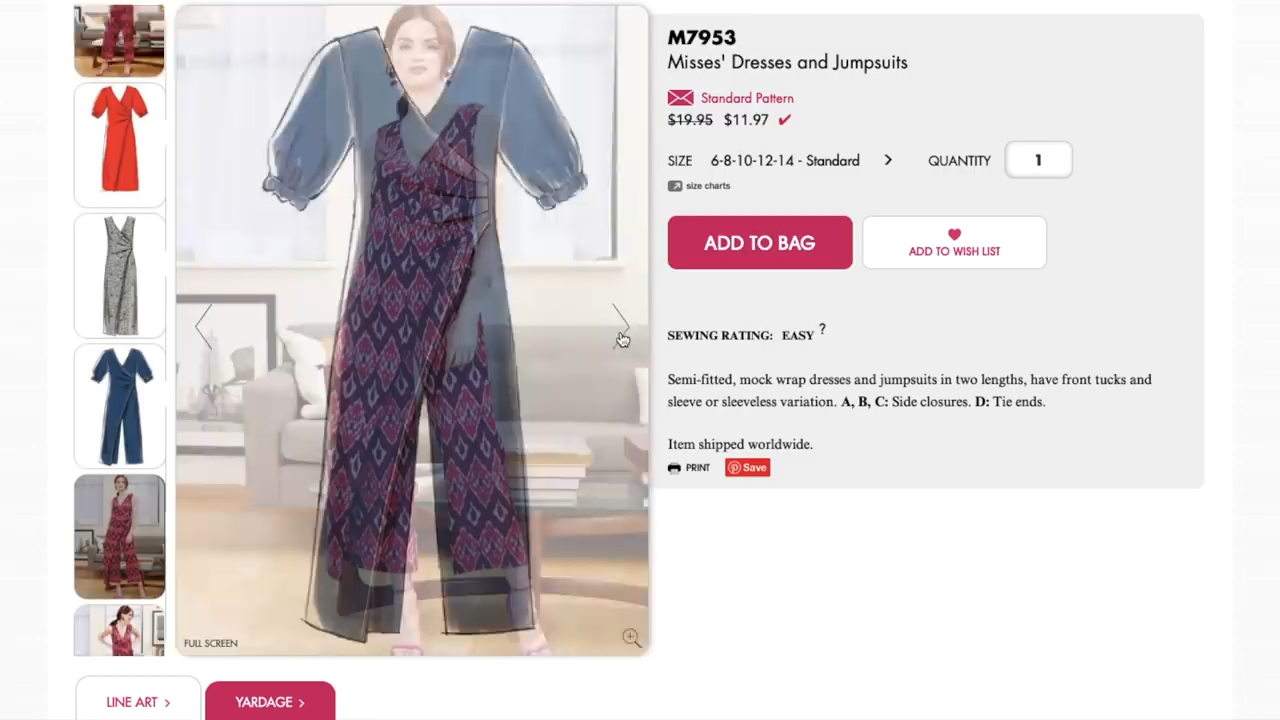 M7953
Misses' Dresses and Jumpsuits
Standard Pattern
$19.95 $11.97
SIZE 6-8-10-12-14 - Standard > QUANTITY 1
size charts
ADD TO BAG
ADD TO WISH LIST
SEWING RATING: EASY ?
Semi-fitted, mock wrap dresses and jumpsuits in two lengths, have front tucks and
sleeve or sleeveless variation. A, B, C: Side closures. D: Tie ends.
Item shipped worldwide.
PRINT Save
FULL SCREEN
LINE ART > YARDAGE >